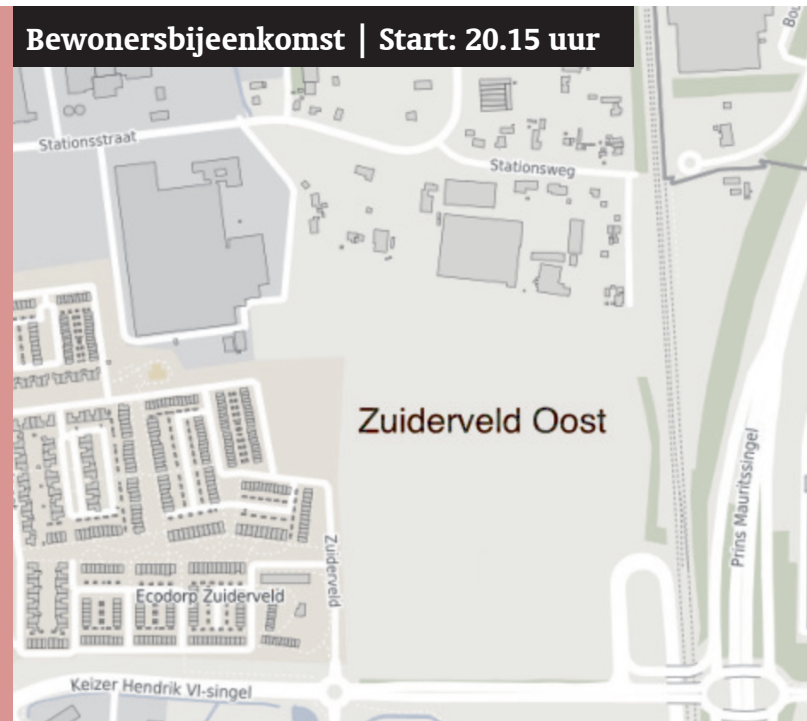 Bewonersbijeenkomst | Start: 20.15 uur
Stationsstraat
Stationsweg
Zuiderveld Oost
Prins Mauritssingel
Zuiderveld
Ecodorp Zuiderveld
Keizer Hendrik VI-singel